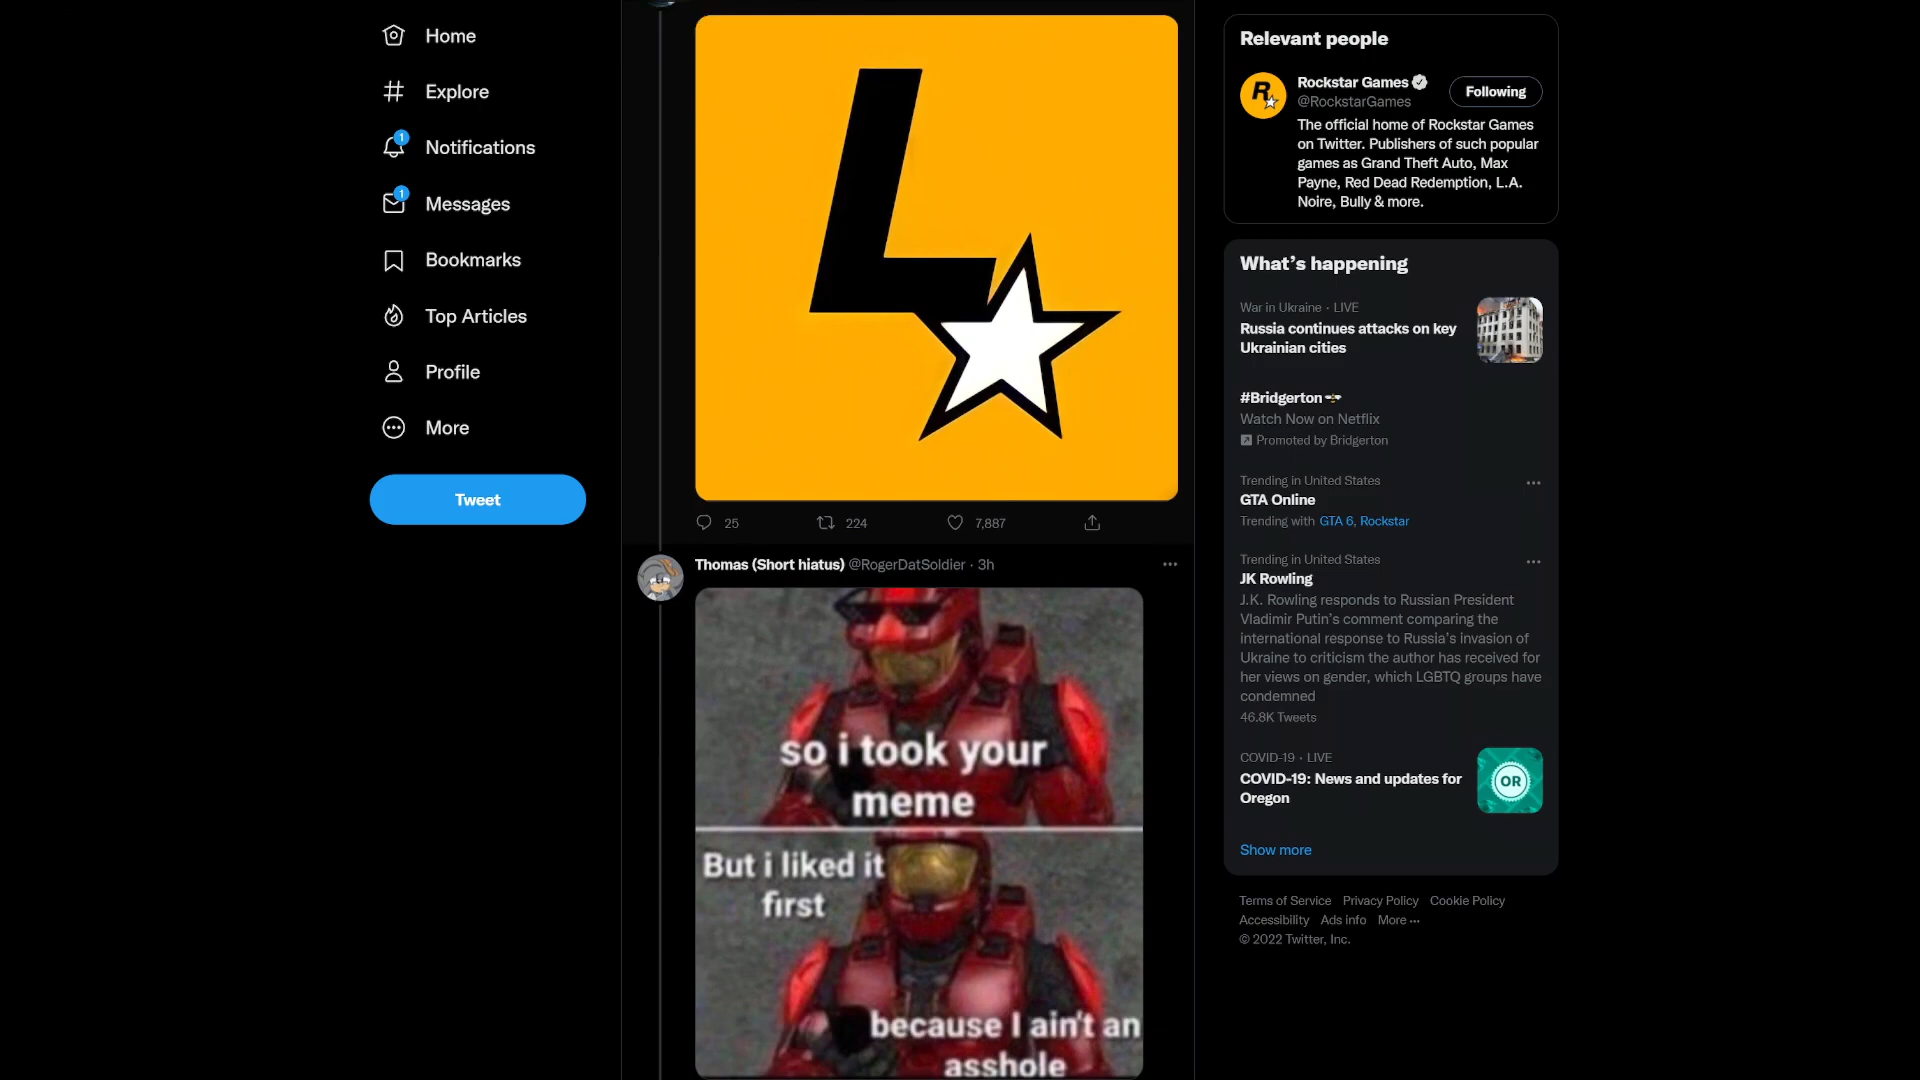 Home
Explore
1
Notifications
1
Messages
Bookmarks
Top Articles
Profile
More
Tweet
L
25
224
7,887
Thomas (Short hiatus) @RogerDatSoldier · 3h
so i took your
meme
But i liked it
first
because I ain't an
asshole
Relevant people
R
Rockstar Games
@RockstarGames
Following
The official home of Rockstar Games
on Twitter. Publishers of such popular
games as Grand Theft Auto, Max
Payne, Red Dead Redemption, L.A.
Noire, Bully & more.
What's happening
War in Ukraine · LIVE
Russia continues attacks on key
Ukrainian cities
#Bridgerton
Watch Now on Netflix
Promoted by Bridgerton
Trending in United States
GTA Online
Trending with GTA 6, Rockstar
Trending in United States
JK Rowling
J.K. Rowling responds to Russian President
Vladimir Putin's comment comparing the
international response to Russia's invasion of
Ukraine to criticism the author has received for
her views on gender, which LGBTQ groups have
condemned
46.8K Tweets
COVID-19 · LIVE
COVID-19: News and updates for
Oregon
OR
Show more
Terms of Service Privacy Policy Cookie Policy
Accessibility Ads info More ···
© 2022 Twitter, Inc.